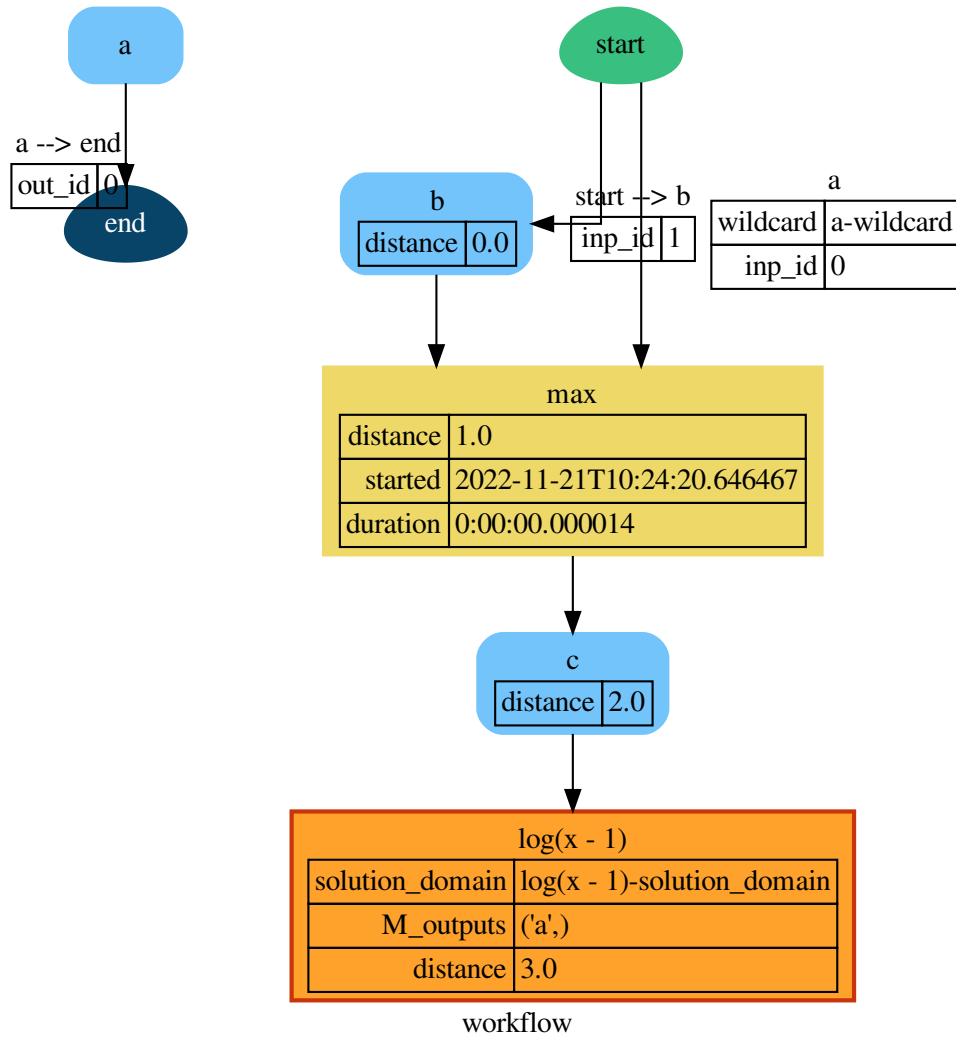 a
start
a --> end
out_id 0
end
b
distance 0.0
start --> b
inp_id 1
a
wildcard a-wildcard
inp_id 0
max
distance 1.0
started 2022-11-21T10:24:20.646467
duration 0:00:00.000014
c
distance 2.0
log(x - 1)
solution_domain log(x - 1)-solution_domain
M_outputs ('a',)
distance 3.0
workflow